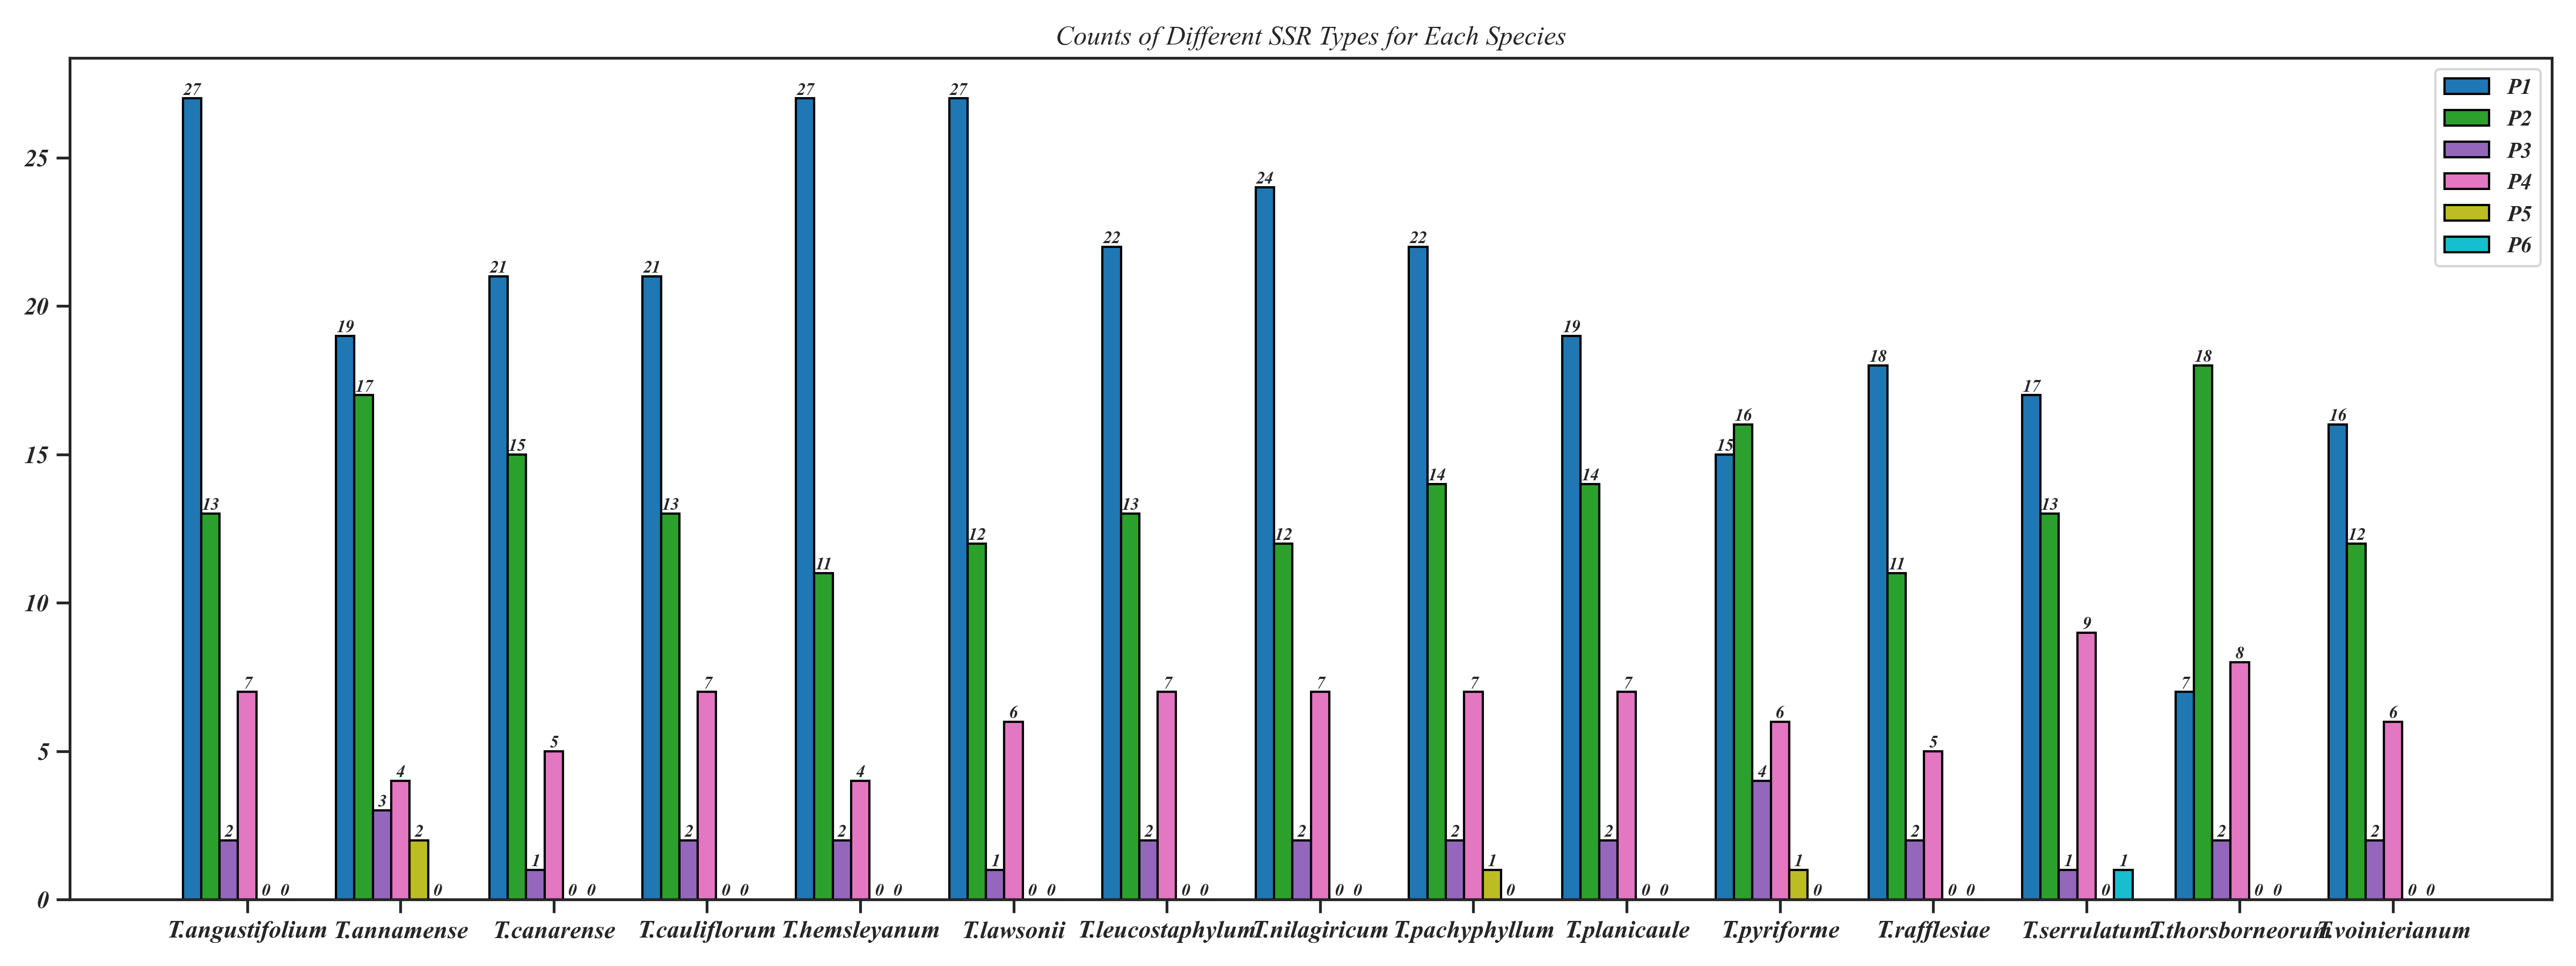 Counts of Different SSR Types for Each Species
P1
P2
P3
P4
P5
P6
25
20
15
10
5
0
27 13 2 7 0 0
19 17 3 4 2 0
21 15 1 5 0 0
21 13 2 7 0 0
27 11 2 4 0 0
27 12 1 6 0 0
22 13 2 7 0 0
24 12 2 7 0 0
22 14 2 7 1 0
19 14 2 7 0 0
15 16 4 6 1 0
18 11 2 5 0 0
17 13 1 9 0 1
7 18 2 8 0 0
16 12 2 6 0 0
T.angustifolium T.annamense T.canarense T.cauliflorum T.hemsleyanum T.lawsonii T.leucostaphylum T.nilagiricum T.pachyphyllum T.planicaule T.pyriforme T.rafflesiae T.serrulatum T.thorsborneorum T.voinierianum